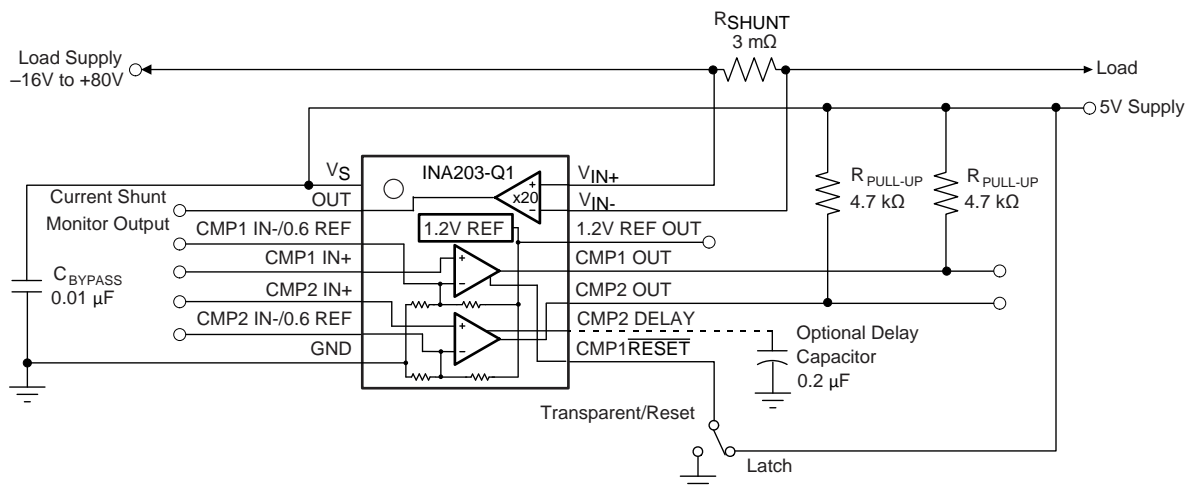 RSHUNT
3 mΩ
Load Supply
–16V to +80V
Load
5V Supply
VS
INA203-Q1
VIN+
RPULL-UP
4.7 kΩ
RPULL-UP
4.7 kΩ
Current Shunt
Monitor Output
OUT
+
x20
-
VIN-
1.2V REF
1.2V REF OUT
CMP1 IN-/0.6 REF
CMP1 IN+
+
-
CMP1 OUT
CBYPASS
0.01 µF
CMP2 IN+
CMP2 OUT
CMP2 IN-/0.6 REF
+
-
CMP2 DELAY
Optional Delay
Capacitor
0.2 µF
GND
CMP1RESET
Transparent/Reset
Latch